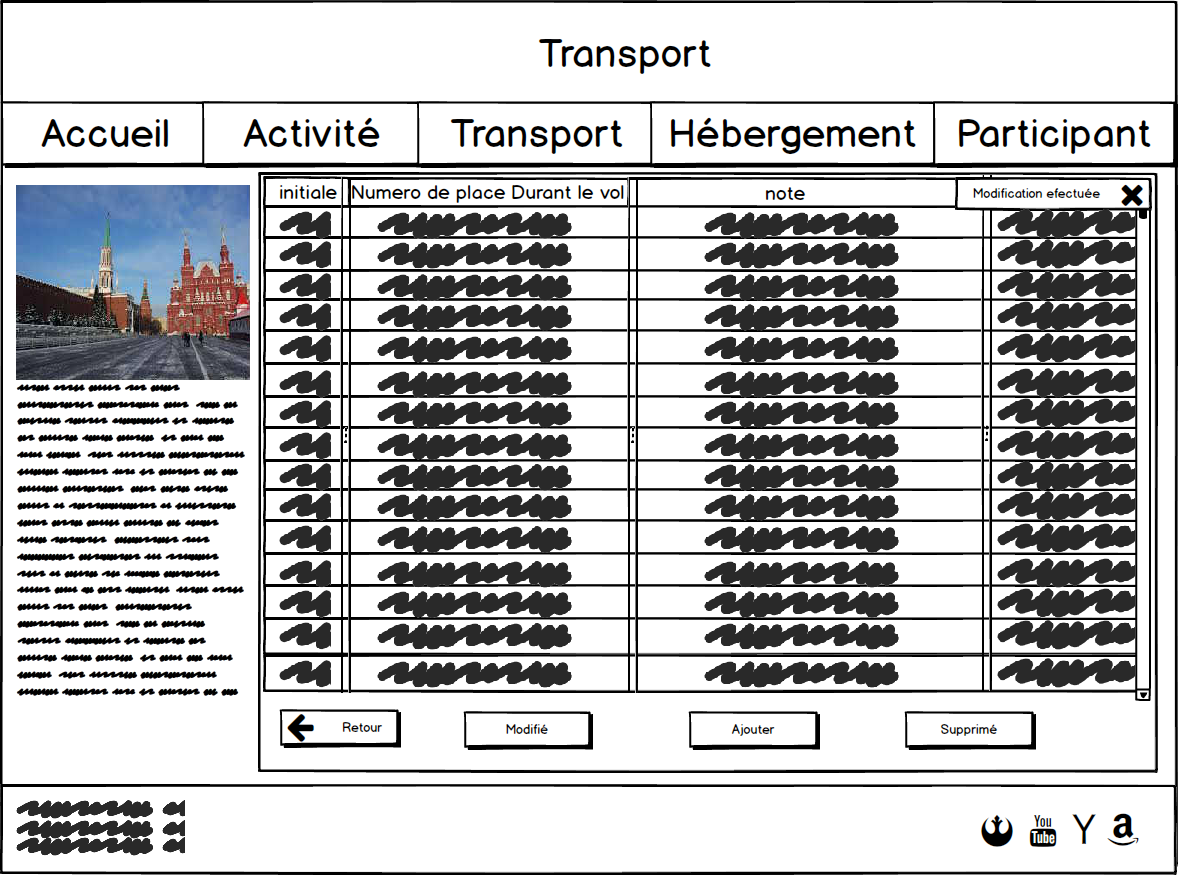 Transport
Accueil Activité Transport Hébergement Participant
initiale Numero de place Durant le vol note Modification efectuée
Retour Modifié Ajouter Supprimé
You
Tube
Y a